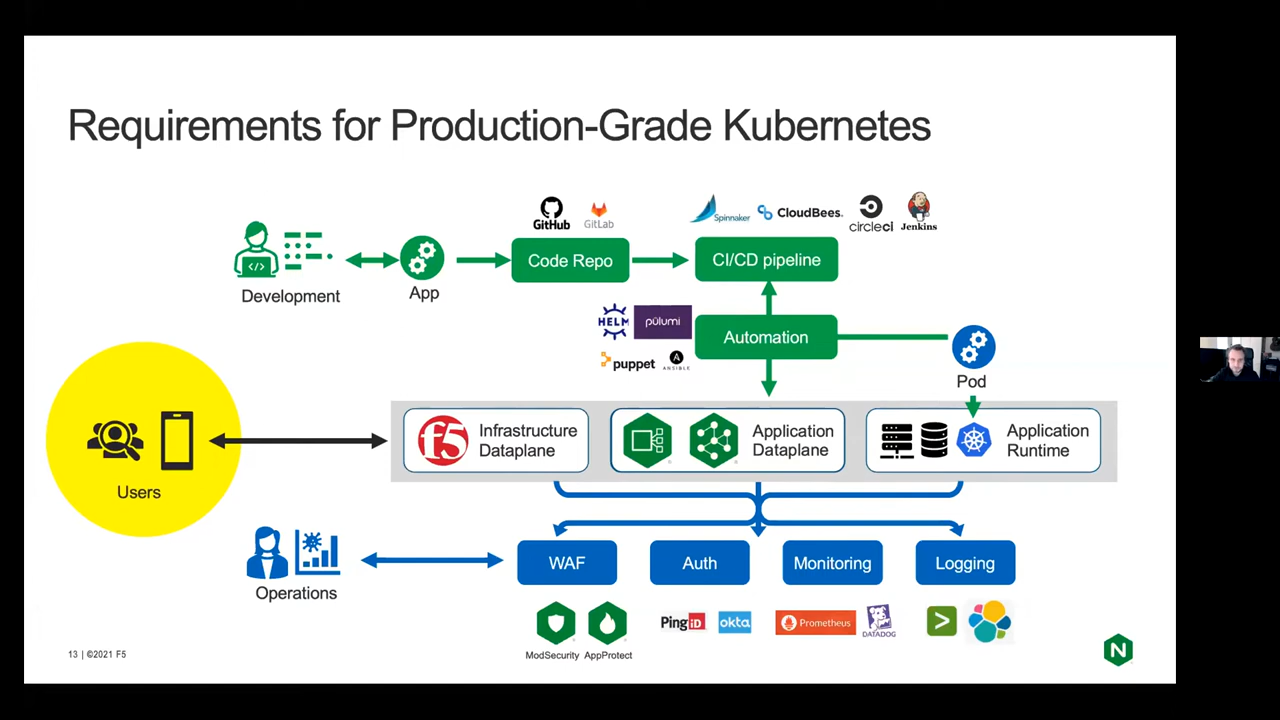 Requirements for Production-Grade Kubernetes
GitHub
GitLab
Spinnaker
CloudBees.
circleci
Jenkins
</>
Development
App
Code Repo
CI/CD pipeline
HELM
pulumi
puppet
A
ANSIBLE
Automation
Pod
Users
f5
Infrastructure
Dataplane
Application
Dataplane
Application
Runtime
Operations
WAF
Auth
Monitoring
Logging
ModSecurity
AppProtect
PingID
okta
Prometheus
DATADOG
>
13 | ©2021 F5
N